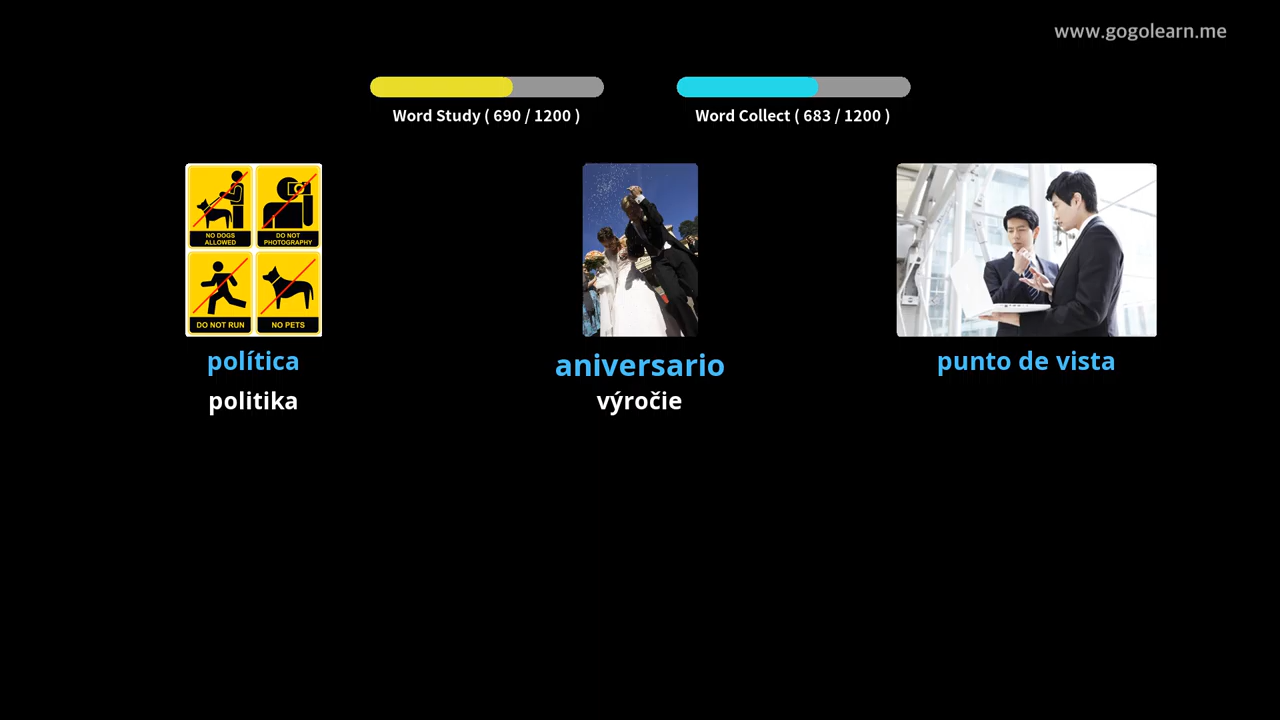 www.gogolearn.me
Word Study ( 690 / 1200 )
Word Collect ( 683 / 1200 )
NO DOGS
ALLOWED
DO NOT
PHOTOGRAPHY
DO NOT RUN
NO PETS
política
aniversario
punto de vista
politika
výročie